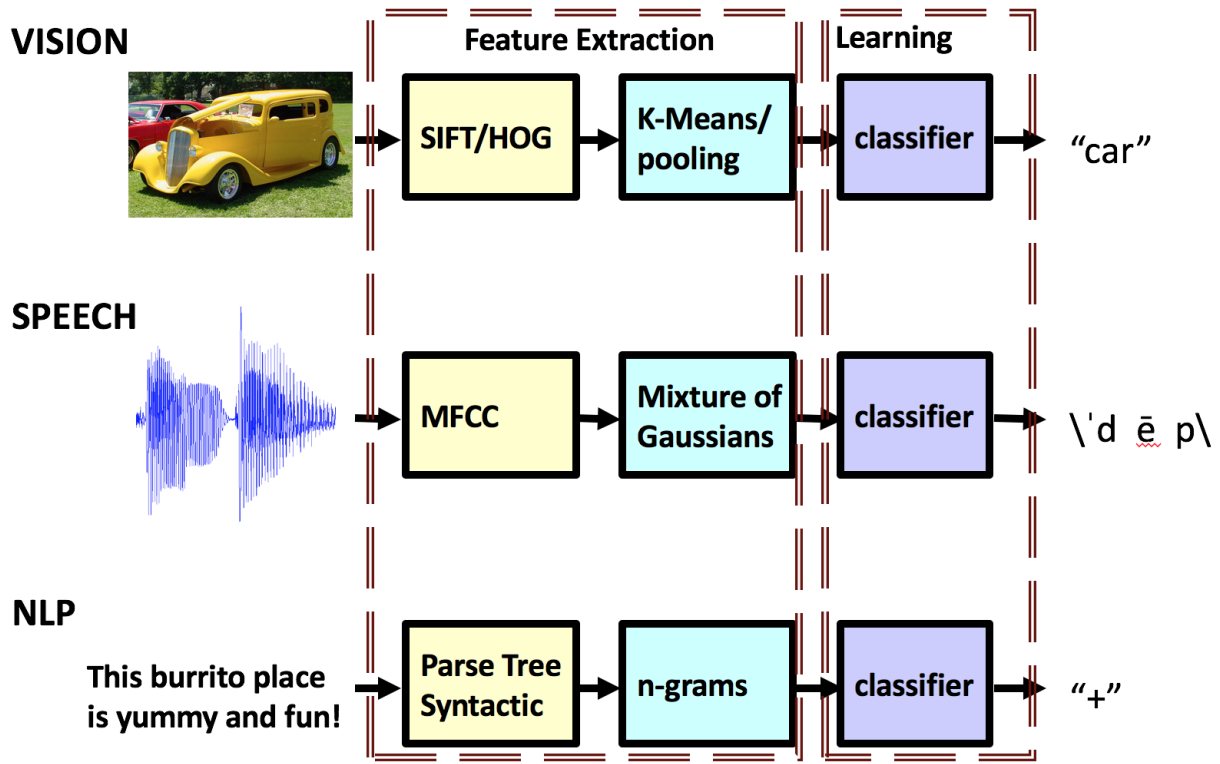 VISION
Feature Extraction
Learning
SIFT/HOG
K-Means/
pooling
classifier
“car”
SPEECH
MFCC
Mixture of
Gaussians
classifier
\ˈd ē p\
NLP
This burrito place
is yummy and fun!
Parse Tree
Syntactic
n-grams
classifier
“+”